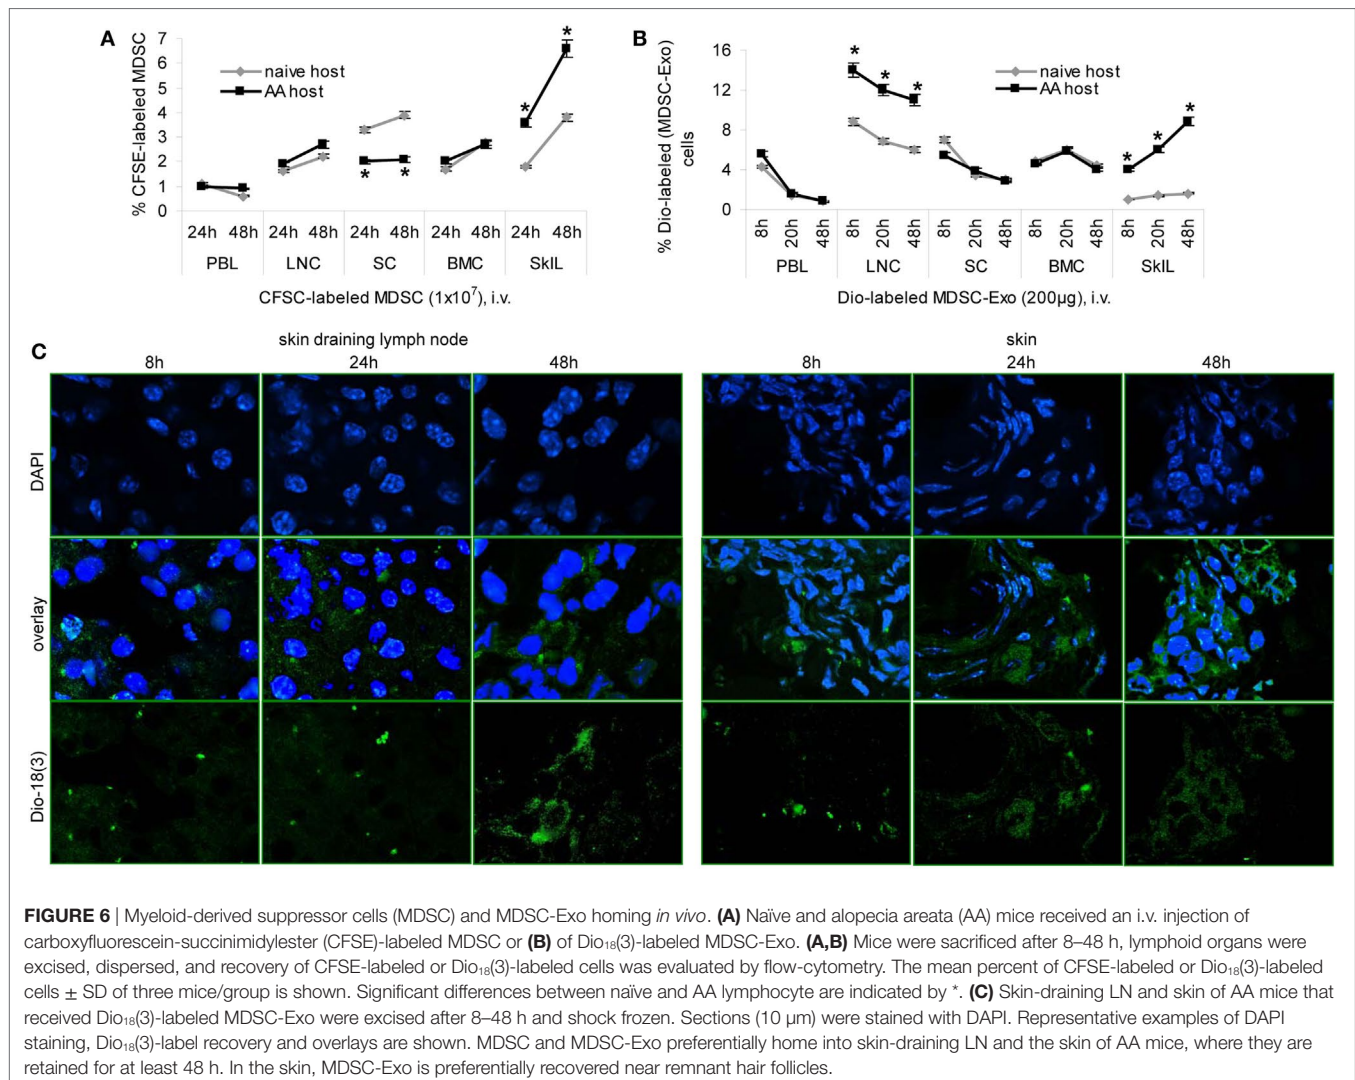 A
% CFSE-labeled MDSC
7
6
5
4
3
2
1
0
naive host
AA host
* * * *
24h 48h 24h 48h 24h 48h 24h 48h 24h 48h
PBL LNC SC BMC SkIL
CFSC-labeled MDSC (1x10⁷), i.v.
B
% Dio-labeled (MDSC-Exo)
cells
16
12
8
4
0
naive host
AA host
* * * * * *
8h 20h 48h 8h 20h 48h 8h 20h 48h 8h 20h 48h 8h 20h 48h
PBL LNC SC BMC SkIL
Dio-labeled MDSC-Exo (200µg), i.v.
C
skin draining lymph node
8h 24h 48h
skin
8h 24h 48h
DAPI
overlay
Dio-18(3)
FIGURE 6 | Myeloid-derived suppressor cells (MDSC) and MDSC-Exo homing in vivo. (A) Naïve and alopecia areata (AA) mice received an i.v. injection of
carboxyfluorescein-succinimidylester (CFSE)-labeled MDSC or (B) of Dio₁₈(3)-labeled MDSC-Exo. (A,B) Mice were sacrificed after 8–48 h, lymphoid organs were
excised, dispersed, and recovery of CFSE-labeled or Dio₁₈(3)-labeled cells was evaluated by flow-cytometry. The mean percent of CFSE-labeled or Dio₁₈(3)-labeled
cells ± SD of three mice/group is shown. Significant differences between naïve and AA lymphocyte are indicated by *. (C) Skin-draining LN and skin of AA mice that
received Dio₁₈(3)-labeled MDSC-Exo were excised after 8–48 h and shock frozen. Sections (10 µm) were stained with DAPI. Representative examples of DAPI
staining, Dio₁₈(3)-label recovery and overlays are shown. MDSC and MDSC-Exo preferentially home into skin-draining LN and the skin of AA mice, where they are
retained for at least 48 h. In the skin, MDSC-Exo is preferentially recovered near remnant hair follicles.